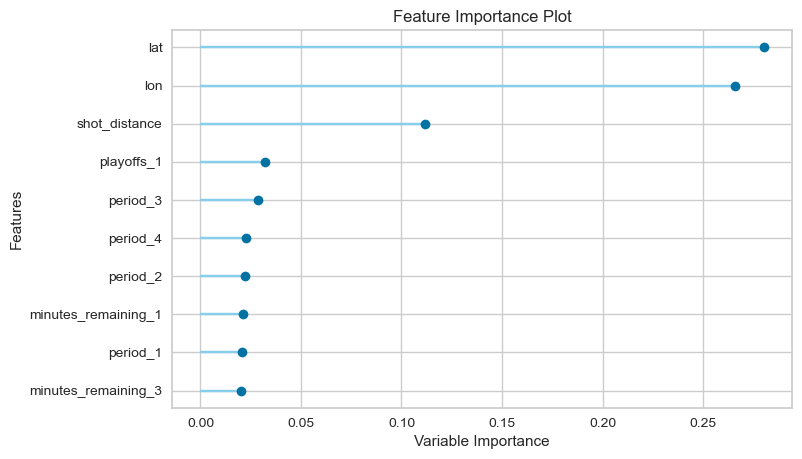 Feature Importance Plot
lat
lon
shot_distance
playoffs_1
period_3
period_4
period_2
minutes_remaining_1
period_1
minutes_remaining_3
Features
0.00 0.05 0.10 0.15 0.20 0.25
Variable Importance